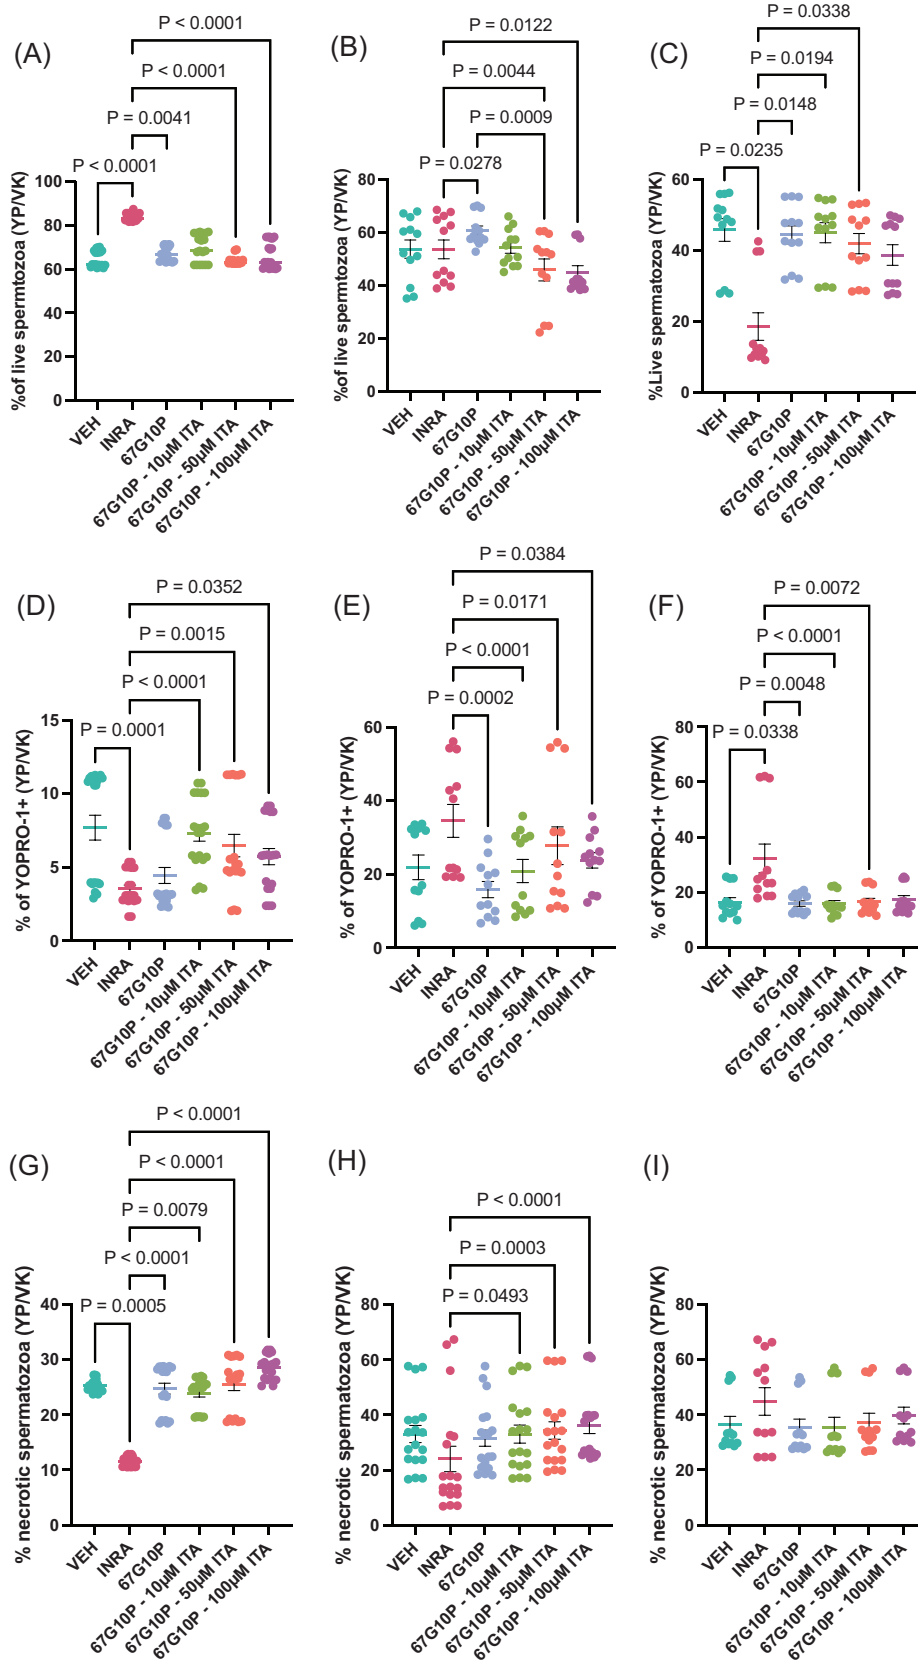 (A)
P < 0.0001
P < 0.0001
P = 0.0041
P < 0.0001
%of live spermtozoa (YP/VK)
100
80
60
40
20
0
VEH
INRA
67G10P
67G10P - 10µM ITA
67G10P - 50µM ITA
67G10P - 100µM ITA
(B)
P = 0.0122
P = 0.0044
P = 0.0009
P = 0.0278
%of live spermtozoa (YP/VK)
80
60
40
20
0
VEH
INRA
67G10P
67G10P - 10µM ITA
67G10P - 50µM ITA
67G10P - 100µM ITA
(C)
P = 0.0338
P = 0.0194
P = 0.0148
P = 0.0235
%Live spermatozoa (YP/VK)
60
40
20
0
VEH
INRA
67G10P
67G10P - 10µM ITA
67G10P - 50µM ITA
67G10P - 100µM ITA
(D)
P = 0.0352
P = 0.0015
P < 0.0001
P = 0.0001
% of YOPRO-1+ (YP/VK)
15
10
5
0
VEH
INRA
67G10P
67G10P - 10µM ITA
67G10P - 50µM ITA
67G10P - 100µM ITA
(E)
P = 0.0384
P = 0.0171
P < 0.0001
P = 0.0002
% of YOPRO-1+ (YP/VK)
60
40
20
0
VEH
INRA
67G10P
67G10P - 10µM ITA
67G10P - 50µM ITA
67G10P - 100µM ITA
(F)
P = 0.0072
P < 0.0001
P = 0.0048
P = 0.0338
% of YOPRO-1+ (YP/VK)
80
60
40
20
0
VEH
INRA
67G10P
67G10P - 10µM ITA
67G10P - 50µM ITA
67G10P - 100µM ITA
(G)
P < 0.0001
P < 0.0001
P = 0.0079
P < 0.0001
P = 0.0005
% necrotic spermatozoa (YP/VK)
40
30
20
10
0
VEH
INRA
67G10P
67G10P - 10µM ITA
67G10P - 50µM ITA
67G10P - 100µM ITA
(H)
P < 0.0001
P = 0.0003
P = 0.0493
% necrotic spermatozoa (YP/VK)
80
60
40
20
0
VEH
INRA
67G10P
67G10P - 10µM ITA
67G10P - 50µM ITA
67G10P - 100µM ITA
(I)
% necrotic spermatozoa (YP/VK)
80
60
40
20
0
VEH
INRA
67G10P
67G10P - 10µM ITA
67G10P - 50µM ITA
67G10P - 100µM ITA